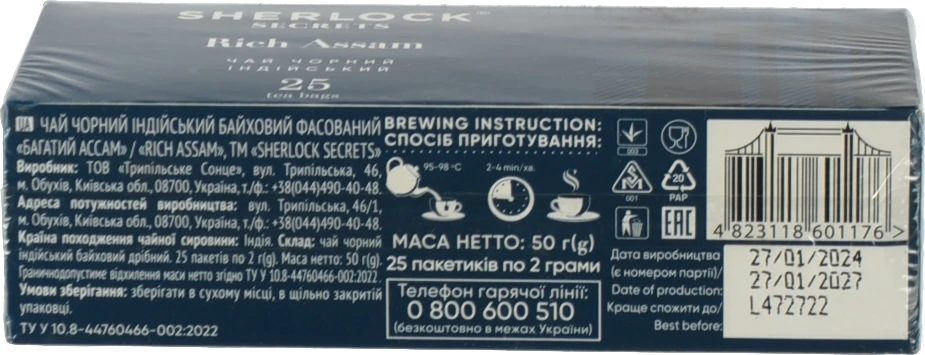 SHERLOCK®
SECRETS
Rich Assam
ЧАЙ ЧОРНИЙ
ІНДІЙСЬКИЙ
25
tea bags
UA ЧАЙ ЧОРНИЙ ІНДІЙСЬКИЙ БАЙХОВИЙ ФАСОВАНИЙ
«БАГАТИЙ АССАМ» / «RICH ASSAM», ТМ «SHERLOCK SECRETS»
Виробник: ТОВ «Трипільське Сонце», вул. Трипільська, 46,
м. Обухів, Київська обл., 08700, Україна, т./ф.: +38(044)490-40-48.
Адреса потужностей виробництва: вул. Трипільська, 46/1,
м. Обухів, Київська обл., 08700, Україна, т./ф.: +38(044)490-40-48.
Країна походження чайної сировини: Індія. Склад: чай чорний
індійський байховий дрібний. 25 пакетів по 2 г(g). Маса нетто: 50 г(g).
Граничнодопустиме відхилення маси нетто згідно ТУ У 10.8-44760466-002:2022.
Умови зберігання: зберігати в сухому місці, в щільно закритій
упаковці.
ТУ У 10.8-44760466-002:2022
BREWING INSTRUCTION:
СПОСІБ ПРИГОТУВАННЯ:
95-98 °C
2-4 min/хв.
МАСА НЕТТО: 50 г(g)
25 пакетиків по 2 грами
Телефон гарячої лінії:
0 800 600 510
(безкоштовно в межах України)
003
001
20
PAP
EAC
4 823118 601176 >
Дата виробництва
(є номером партії)/
Date of production:
Краще спожити до/
Best before:
27/01/2024
27/01/2027
L472722